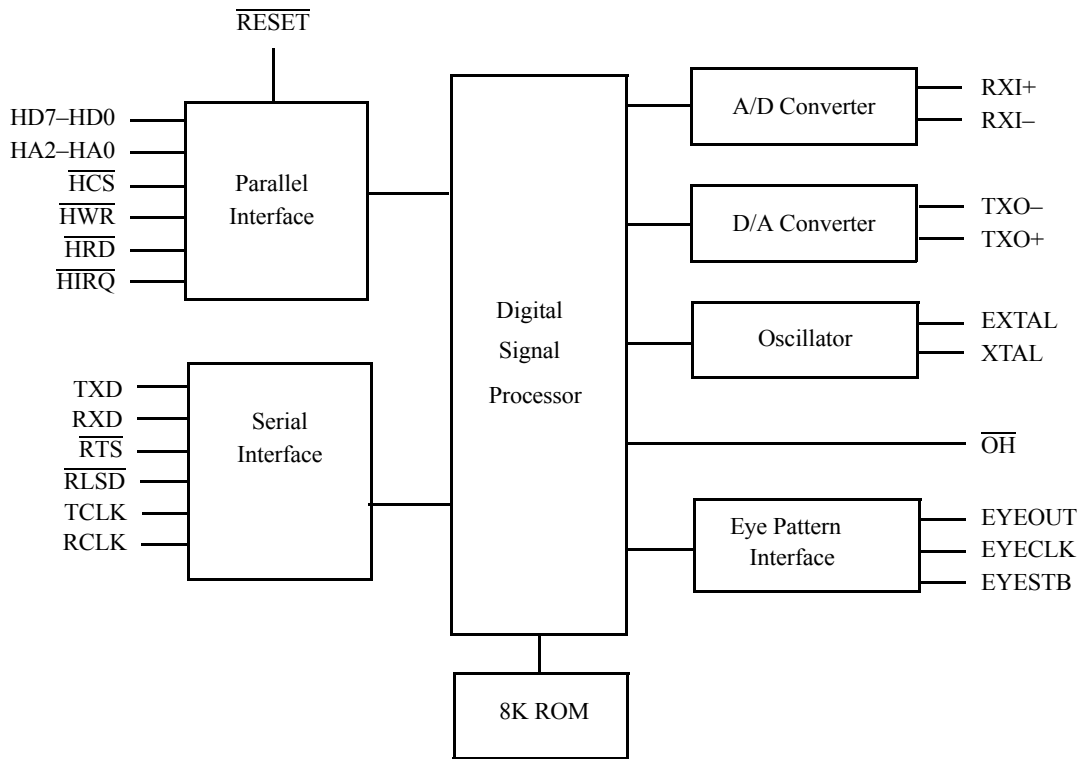 RESET
HD7–HD0
HA2–HA0
HCS
HWR
HRD
HIRQ
Parallel
Interface
TXD
RXD
RTS
RLSD
TCLK
RCLK
Serial
Interface
Digital
Signal
Processor
8K ROM
A/D Converter
RXI+
RXI–
D/A Converter
TXO–
TXO+
Oscillator
EXTAL
XTAL
OH
Eye Pattern
Interface
EYEOUT
EYECLK
EYESTB